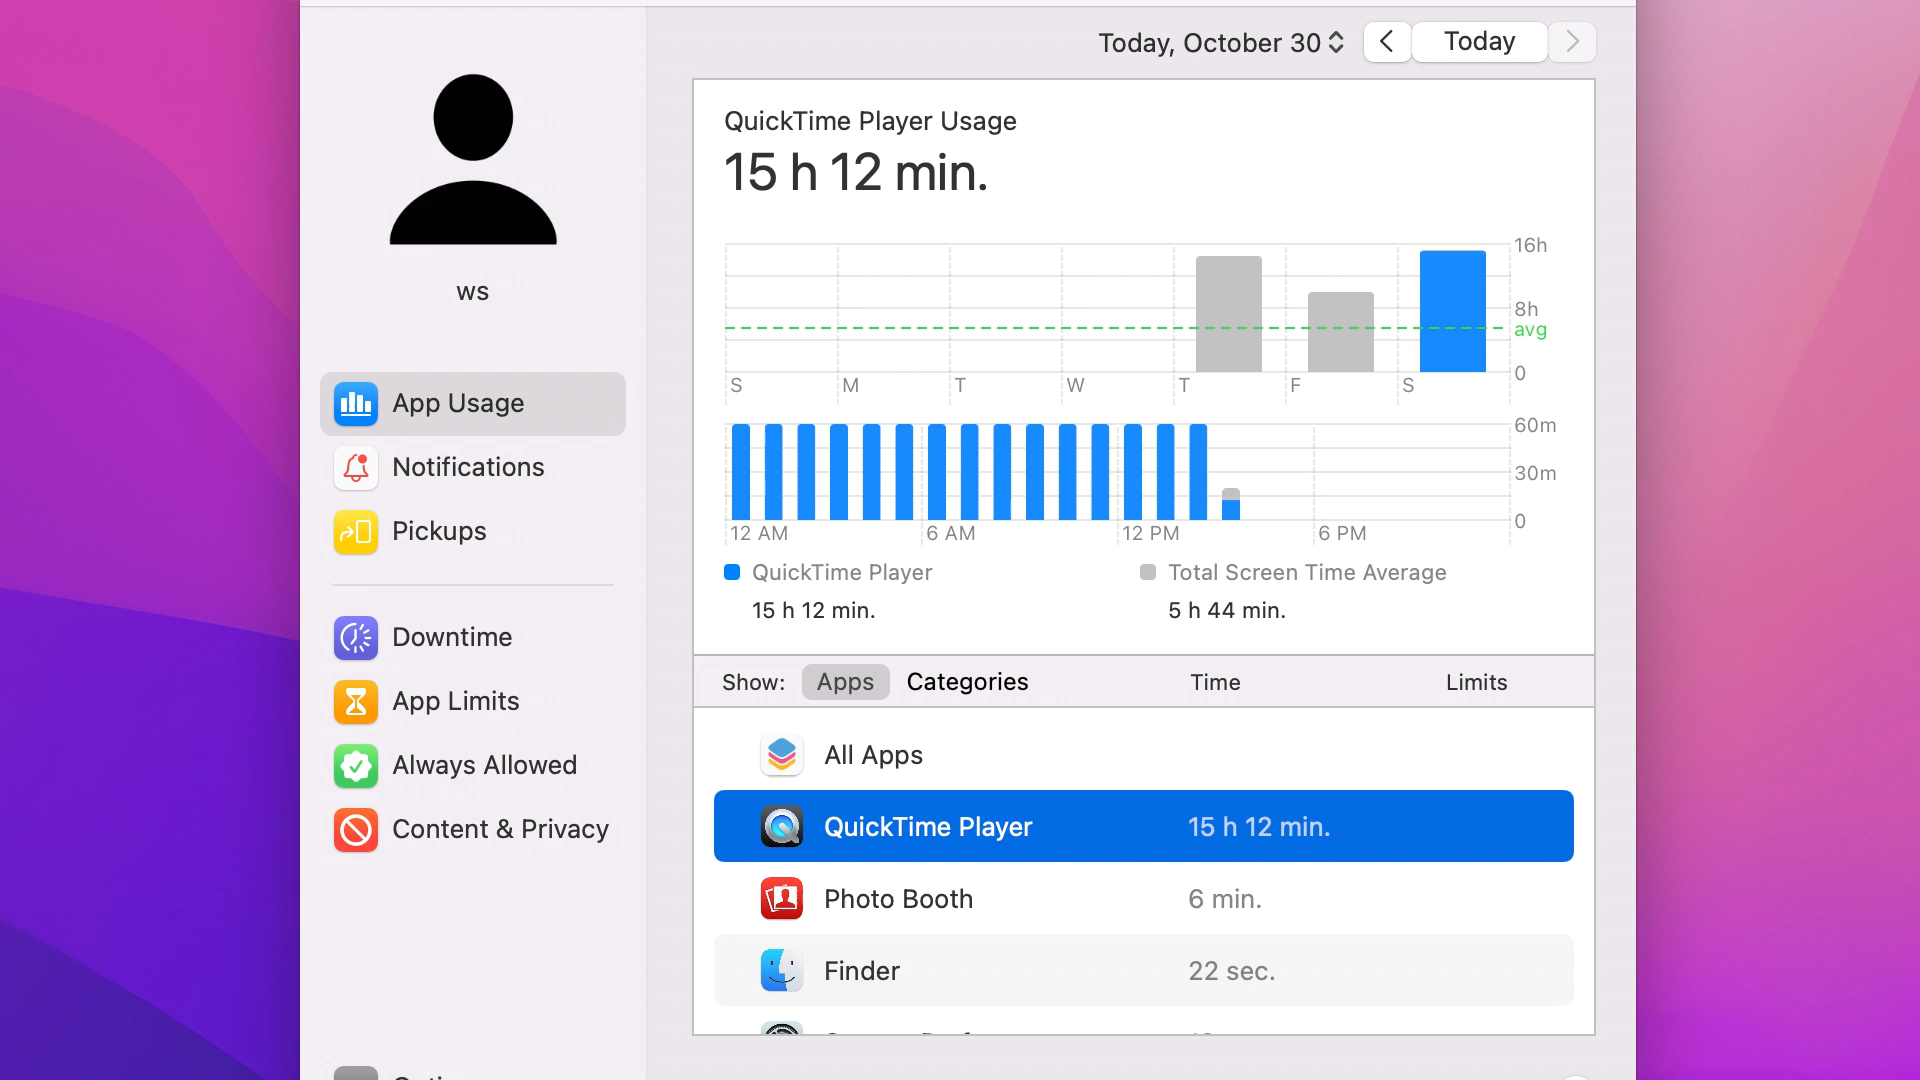 Today, October 30
Today
ws
App Usage
Notifications
Pickups
Downtime
App Limits
Always Allowed
Content & Privacy
QuickTime Player Usage
15 h 12 min.
16h
8h
avg
0
S M T W T F S
60m
30m
0
12 AM 6 AM 12 PM 6 PM
QuickTime Player
15 h 12 min.
Total Screen Time Average
5 h 44 min.
Show: Apps Categories Time Limits
All Apps
QuickTime Player 15 h 12 min.
Photo Booth 6 min.
Finder 22 sec.